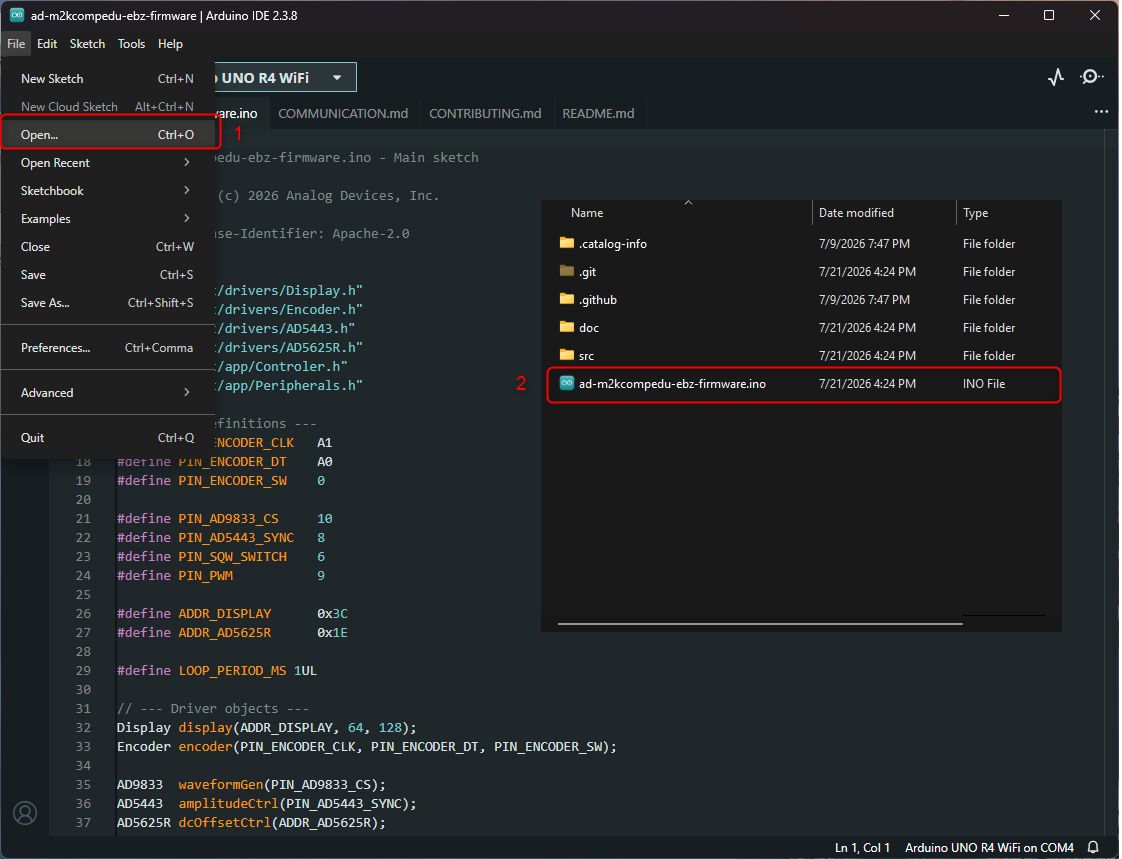 ad-m2kcompedu-ebz-firmware | Arduino IDE 2.3.8
File Edit Sketch Tools Help
New Sketch Ctrl+N
New Cloud Sketch Alt+Ctrl+N
Open... Ctrl+O
1
Open Recent
Sketchbook
Examples
Close Ctrl+W
Save Ctrl+S
Save As... Ctrl+Shift+S
Preferences... Ctrl+Comma
Advanced
Quit Ctrl+Q
UNO R4 WiFi
ware.ino COMMUNICATION.md CONTRIBUTING.md README.md
edu-ebz-firmware.ino - Main sketch
(c) 2026 Analog Devices, Inc.
se-Identifier: Apache-2.0
/drivers/Display.h"
/drivers/Encoder.h"
/drivers/AD5443.h"
/drivers/AD5625R.h"
/app/Controler.h"
/app/Peripherals.h"
efinitions ---
ENCODER_CLK A1
18 #define PIN_ENCODER_DT A0
19 #define PIN_ENCODER_SW 0
20
21 #define PIN_AD9833_CS 10
22 #define PIN_AD5443_SYNC 8
23 #define PIN_SQW_SWITCH 6
24 #define PIN_PWM 9
25
26 #define ADDR_DISPLAY 0x3C
27 #define ADDR_AD5625R 0x1E
28
29 #define LOOP_PERIOD_MS 1UL
30
31 // --- Driver objects ---
32 Display display(ADDR_DISPLAY, 64, 128);
33 Encoder encoder(PIN_ENCODER_CLK, PIN_ENCODER_DT, PIN_ENCODER_SW);
34
35 AD9833 waveformGen(PIN_AD9833_CS);
36 AD5443 amplitudeCtrl(PIN_AD5443_SYNC);
37 AD5625R dcOffsetCtrl(ADDR_AD5625R);
Name Date modified Type
.catalog-info 7/9/2026 7:47 PM File folder
.git 7/21/2026 4:24 PM File folder
.github 7/9/2026 7:47 PM File folder
doc 7/21/2026 4:24 PM File folder
src 7/21/2026 4:24 PM File folder
2 ad-m2kcompedu-ebz-firmware.ino 7/21/2026 4:24 PM INO File
Ln 1, Col 1 Arduino UNO R4 WiFi on COM4